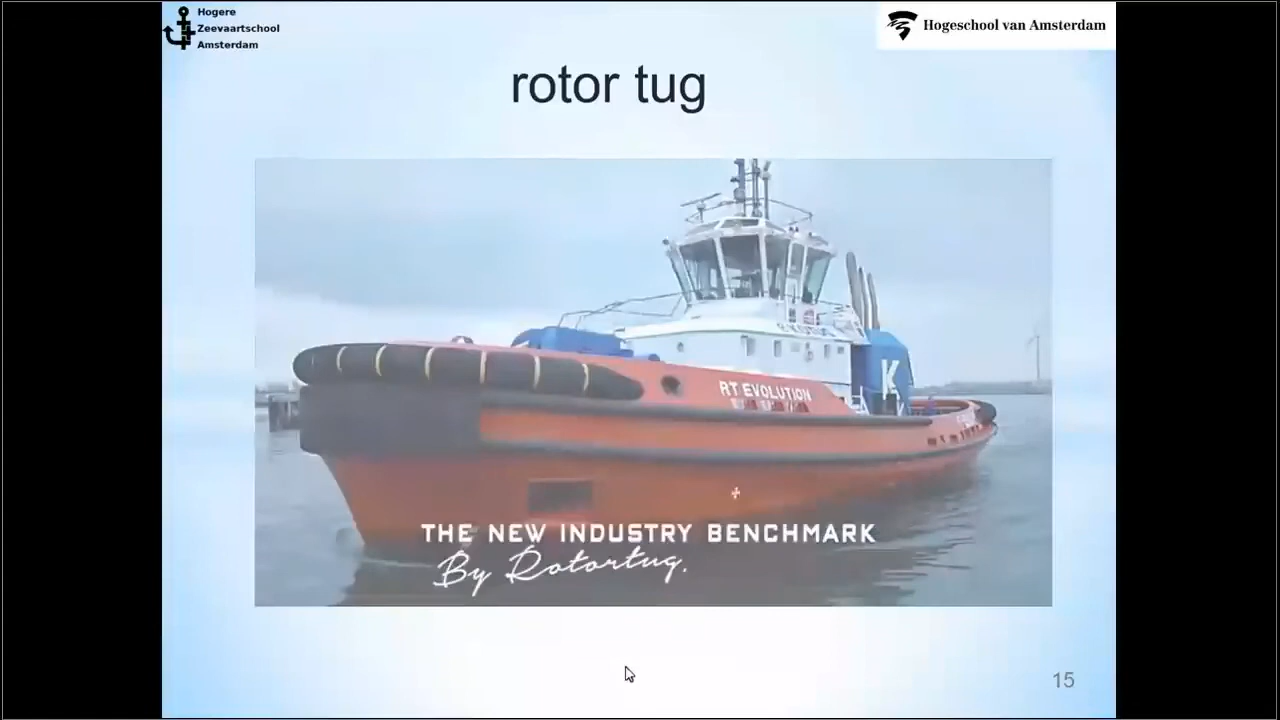 Hogere
Zeevaartschool
Amsterdam
Hogeschool van Amsterdam
rotor tug
K
RT EVOLUTION
THE NEW INDUSTRY BENCHMARK
By Rotortug.
15